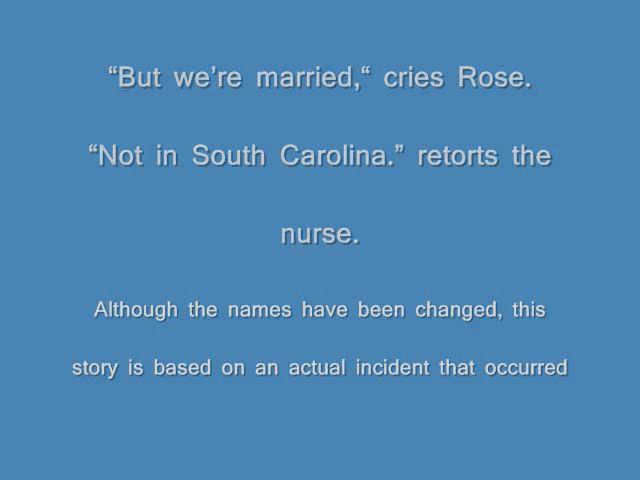 “But we’re married,“ cries Rose.
“Not in South Carolina.” retorts the
nurse.
Although the names have been changed, this
story is based on an actual incident that occurred